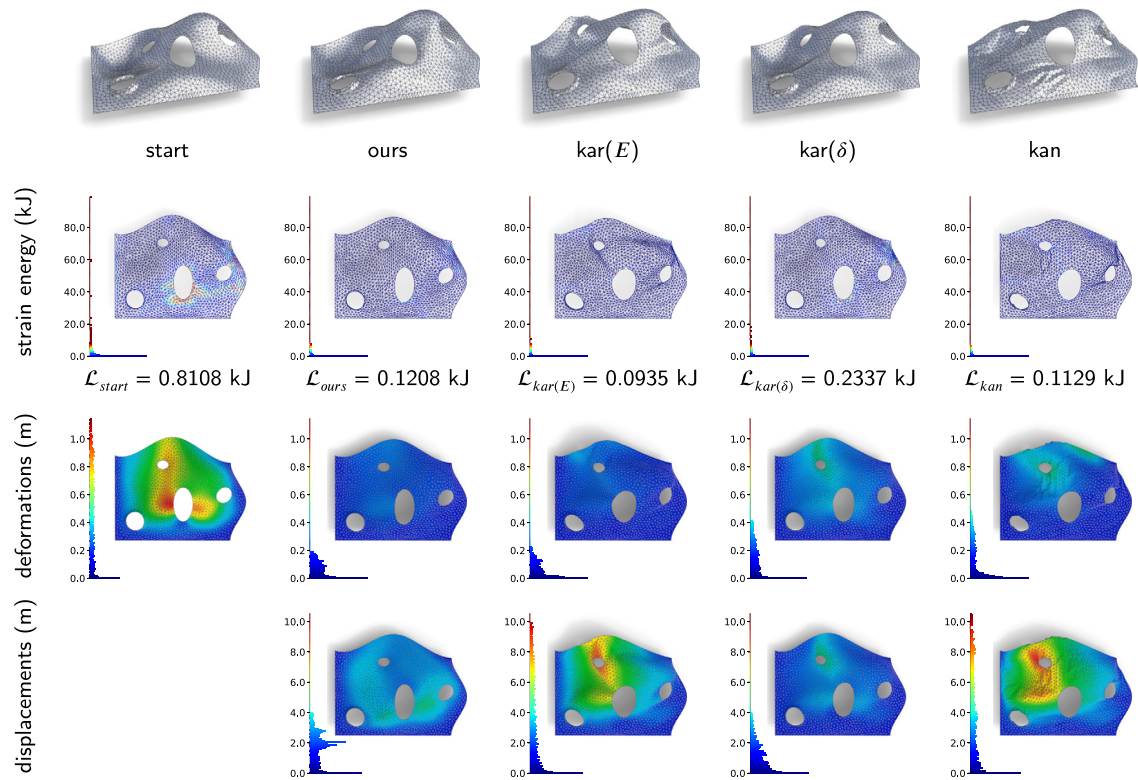 start ours kar(E) kar(δ) kan
strain energy (kJ)
80.0 80.0 80.0 80.0 80.0
60.0 60.0 60.0 60.0 60.0
40.0 40.0 40.0 40.0 40.0
20.0 20.0 20.0 20.0 20.0
0.0 0.0 0.0 0.0 0.0
ℒstart = 0.8108 kJ ℒours = 0.1208 kJ ℒkar(E) = 0.0935 kJ ℒkar(δ) = 0.2337 kJ ℒkan = 0.1129 kJ
deformations (m)
1.0 1.0 1.0 1.0 1.0
0.8 0.8 0.8 0.8 0.8
0.6 0.6 0.6 0.6 0.6
0.4 0.4 0.4 0.4 0.4
0.2 0.2 0.2 0.2 0.2
0.0 0.0 0.0 0.0 0.0
displacements (m)
10.0 10.0 10.0 10.0
8.0 8.0 8.0 8.0
6.0 6.0 6.0 6.0
4.0 4.0 4.0 4.0
2.0 2.0 2.0 2.0
0.0 0.0 0.0 0.0